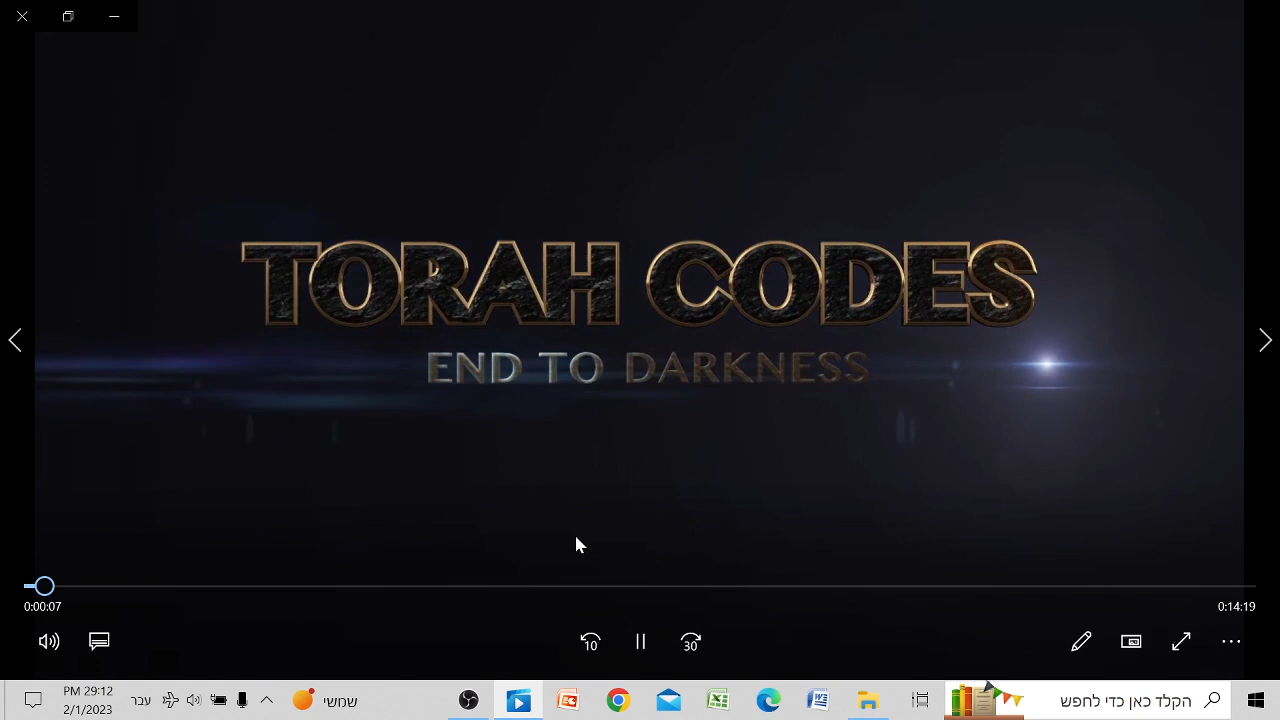 TORAH CODES
END TO DARKNESS
0:00:07
0:14:19
10
30
PM 29:12
2/1/2023
עבר
שמושי
הקלד כאן כדי לחפש